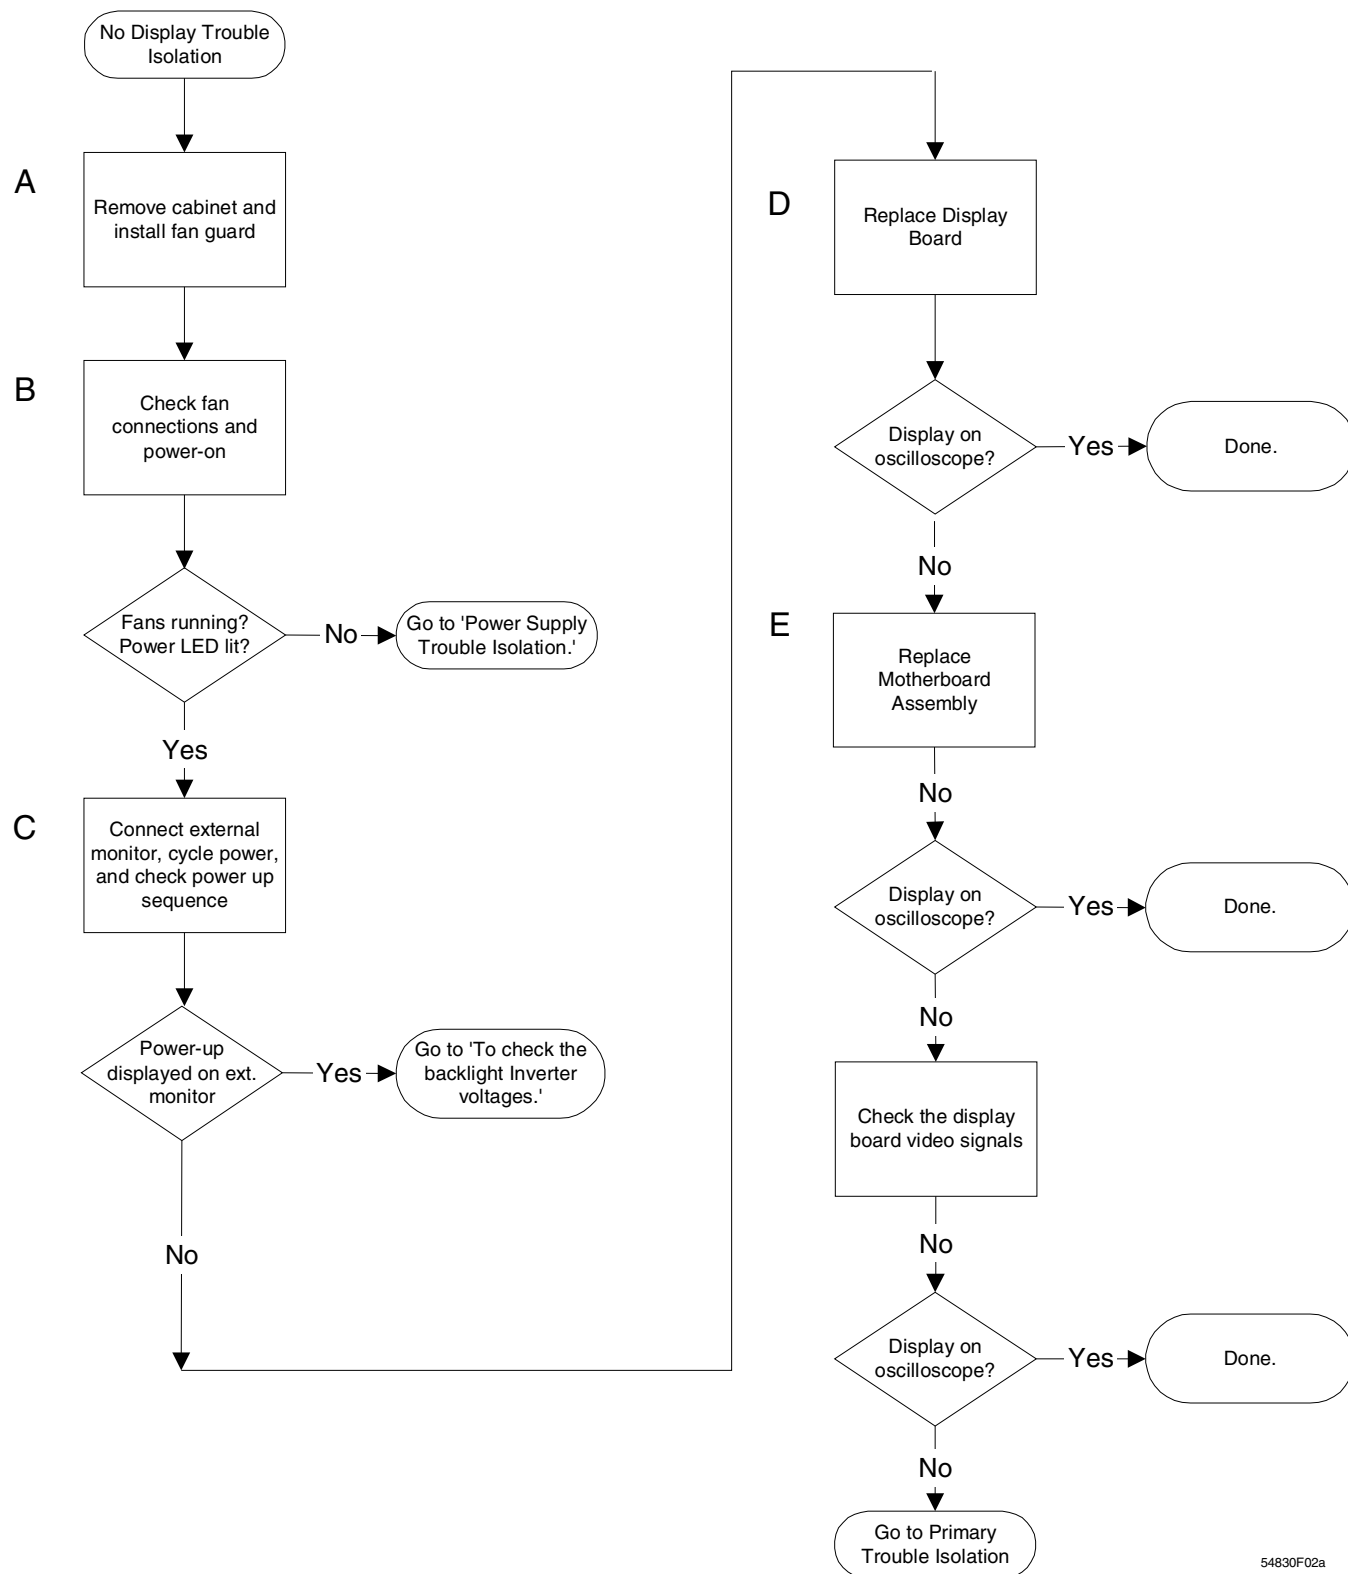 No Display Trouble
Isolation
A
Remove cabinet and
install fan guard
B
Check fan
connections and
power-on
Fans running?
Power LED lit?
No
Go to 'Power Supply
Trouble Isolation.'
Yes
C
Connect external
monitor, cycle power,
and check power up
sequence
Power-up
displayed on ext.
monitor
Yes
Go to 'To check the
backlight Inverter
voltages.'
No
D
Replace Display
Board
Display on
oscilloscope?
Yes
Done.
No
E
Replace
Motherboard
Assembly
No
Display on
oscilloscope?
Yes
Done.
No
Check the display
board video signals
No
Display on
oscilloscope?
Yes
Done.
No
Go to Primary
Trouble Isolation
54830F02a